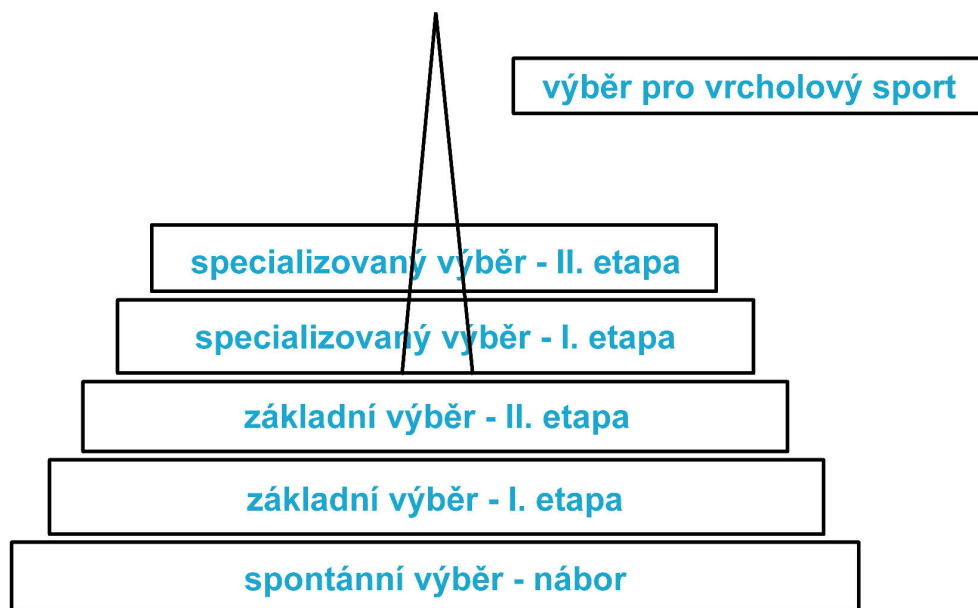 výběr pro vrcholový sport
specializovaný výběr - II. etapa
specializovaný výběr - I. etapa
základní výběr - II. etapa
základní výběr - I. etapa
spontánní výběr - nábor